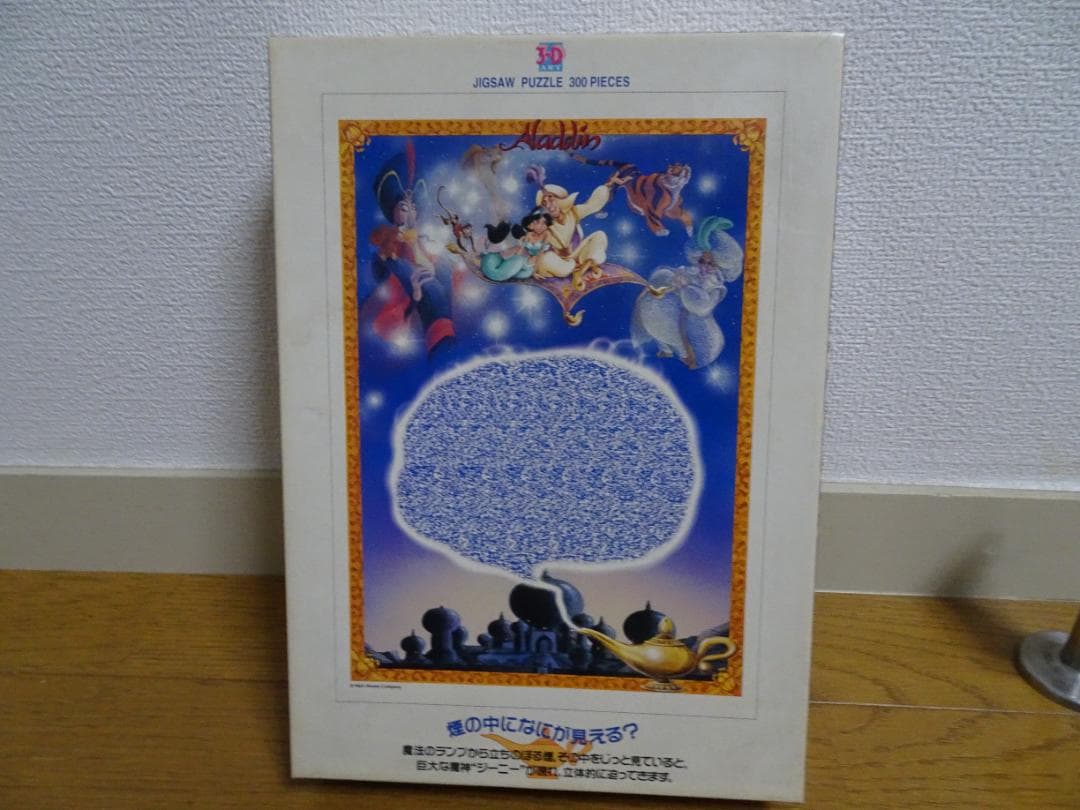 3-D
ART
JIGSAW PUZZLE 300 PIECES
Aladdin
煙の中になにが見える?
魔法のランプから立ちのぼる煙。その中をじっと見ていると、
巨大な魔神“ジーニー”が現れ、立体的に迫ってきます。